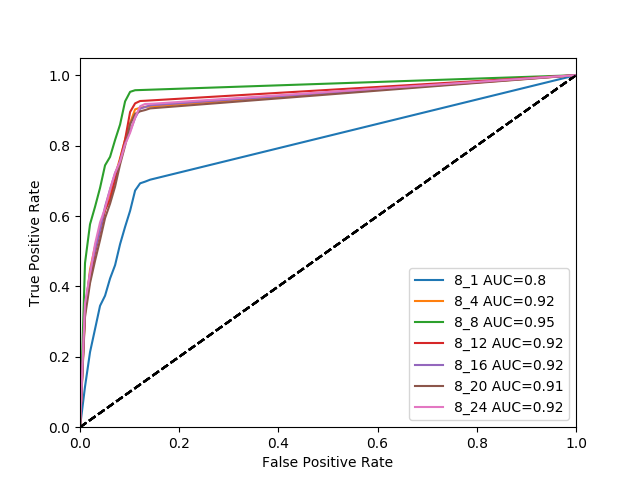 1.0
0.8
0.6
0.4
0.2
0.0
True Positive Rate
8_1 AUC=0.8
8_4 AUC=0.92
8_8 AUC=0.95
8_12 AUC=0.92
8_16 AUC=0.92
8_20 AUC=0.91
8_24 AUC=0.92
0.0 0.2 0.4 0.6 0.8 1.0
False Positive Rate